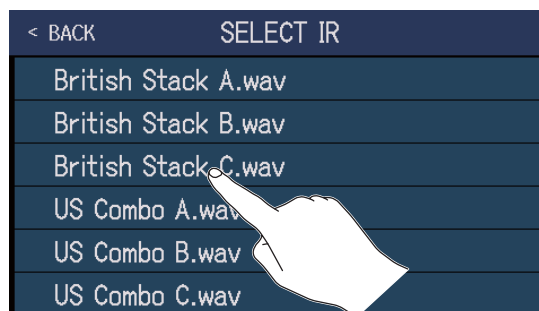 < BACK SELECT IR
British Stack A.wav
British Stack B.wav
British Stack C.wav
US Combo A.wav
US Combo B.wav
US Combo C.wav